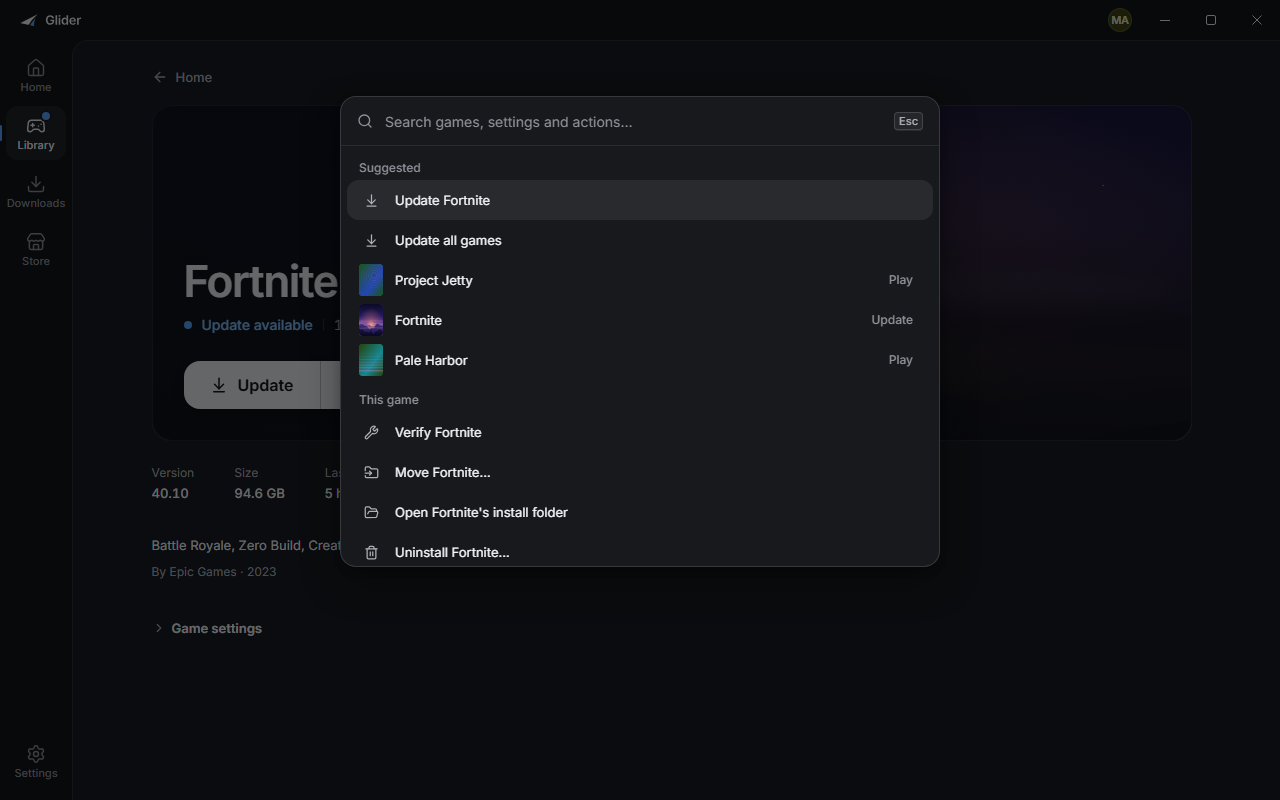 Glider
MA
Home
Library
Downloads
Store
Settings
Home
Fortnite
Update available
Update
Version
40.10
Size
94.6 GB
Battle Royale, Zero Build,
By Epic Games · 2023
Game settings
Search games, settings and actions...
Esc
Suggested
Update Fortnite
Update all games
Project Jetty
Play
Fortnite
Update
Pale Harbor
Play
This game
Verify Fortnite
Move Fortnite...
Open Fortnite's install folder
Uninstall Fortnite...